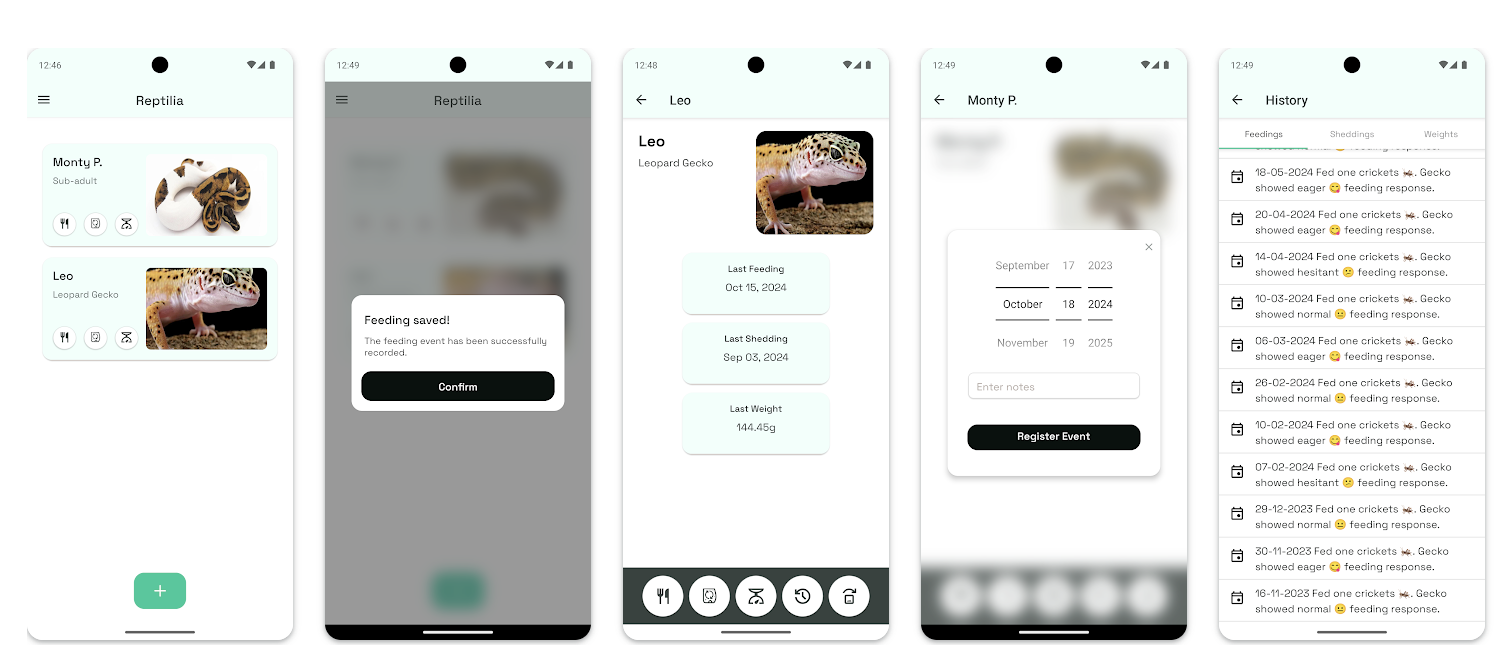 12:46
Reptilia
Monty P.
Sub-adult
Leo
Leopard Gecko
12:49
Reptilia
Feeding saved!
The feeding event has been successfully
recorded.
Confirm
12:48
Leo
Leo
Leopard Gecko
Last Feeding
Oct 15, 2024
Last Shedding
Sep 03, 2024
Last Weight
144.45g
12:49
Monty P.
September 17 2023
October 18 2024
November 19 2025
Enter notes
Register Event
12:49
History
Feedings Sheddings Weights
18-05-2024 Fed one crickets 🦗. Gecko
showed eager 😋 feeding response.
20-04-2024 Fed one crickets 🦗. Gecko
showed eager 😋 feeding response.
14-04-2024 Fed one crickets 🦗. Gecko
showed hesitant 😕 feeding response.
10-03-2024 Fed one crickets 🦗. Gecko
showed normal 😐 feeding response.
06-03-2024 Fed one crickets 🦗. Gecko
showed eager 😋 feeding response.
26-02-2024 Fed one crickets 🦗. Gecko
showed normal 😐 feeding response.
10-02-2024 Fed one crickets 🦗. Gecko
showed eager 😋 feeding response.
07-02-2024 Fed one crickets 🦗. Gecko
showed hesitant 😕 feeding response.
29-12-2023 Fed one crickets 🦗. Gecko
showed normal 😐 feeding response.
30-11-2023 Fed one crickets 🦗. Gecko
showed eager 😋 feeding response.
16-11-2023 Fed one crickets 🦗. Gecko
showed normal 😐 feeding response.